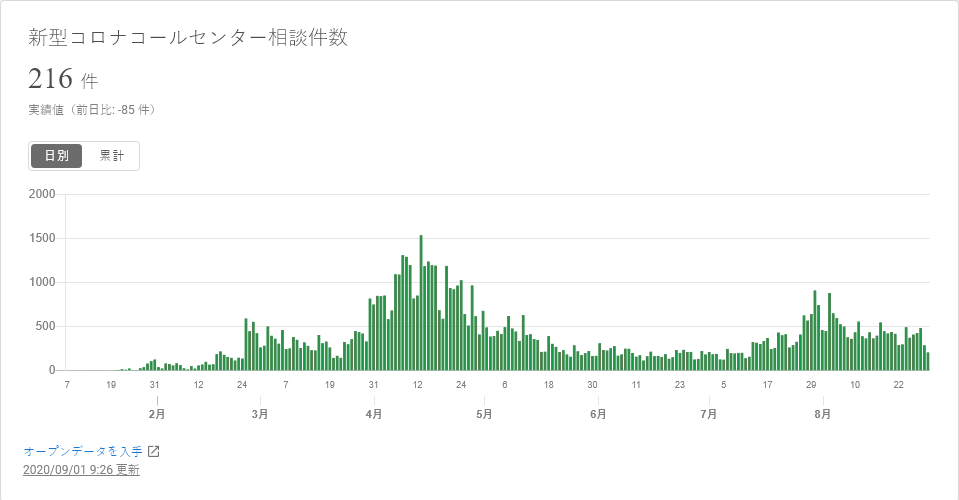 新型コロナコールセンター相談件数
216 件
実績値（前日比: -85 件）
日別 累計
2000
1500
1000
500
0
7 19 31 12 24 7 19 31 12 24 6 18 30 11 23 5 17 29 10 22
2月 3月 4月 5月 6月 7月 8月
オープンデータを入手
2020/09/01 9:26 更新